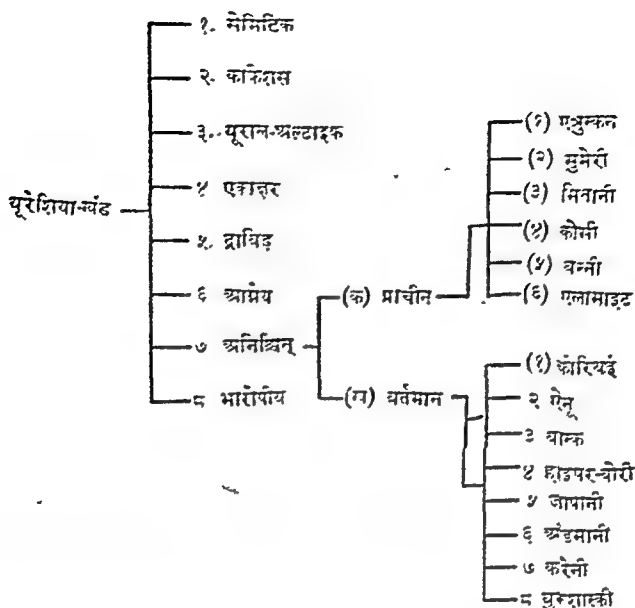 यूरेशिया-खंड
१. सेमिटिक
२. काकेशस
३. यूराल-अल्टाइक
४ एकाक्षर
५. द्राविड़
६ आग्नेय
७ अनिश्चित्
८ भारोपीय
(क) प्राचीन
(१) एत्रुस्कन
(२) सुमेरी
(३) मितानी
(४) कोसी
(५) वन्नी
(६) एलामाइट
(ख) वर्तमान
(१) कोरियई
२ ऐनू
३ बास्क
४ हाइपर-बोरी
५ जापानी
६ अंडमानी
७ करेनी
८ बुरूशास्की